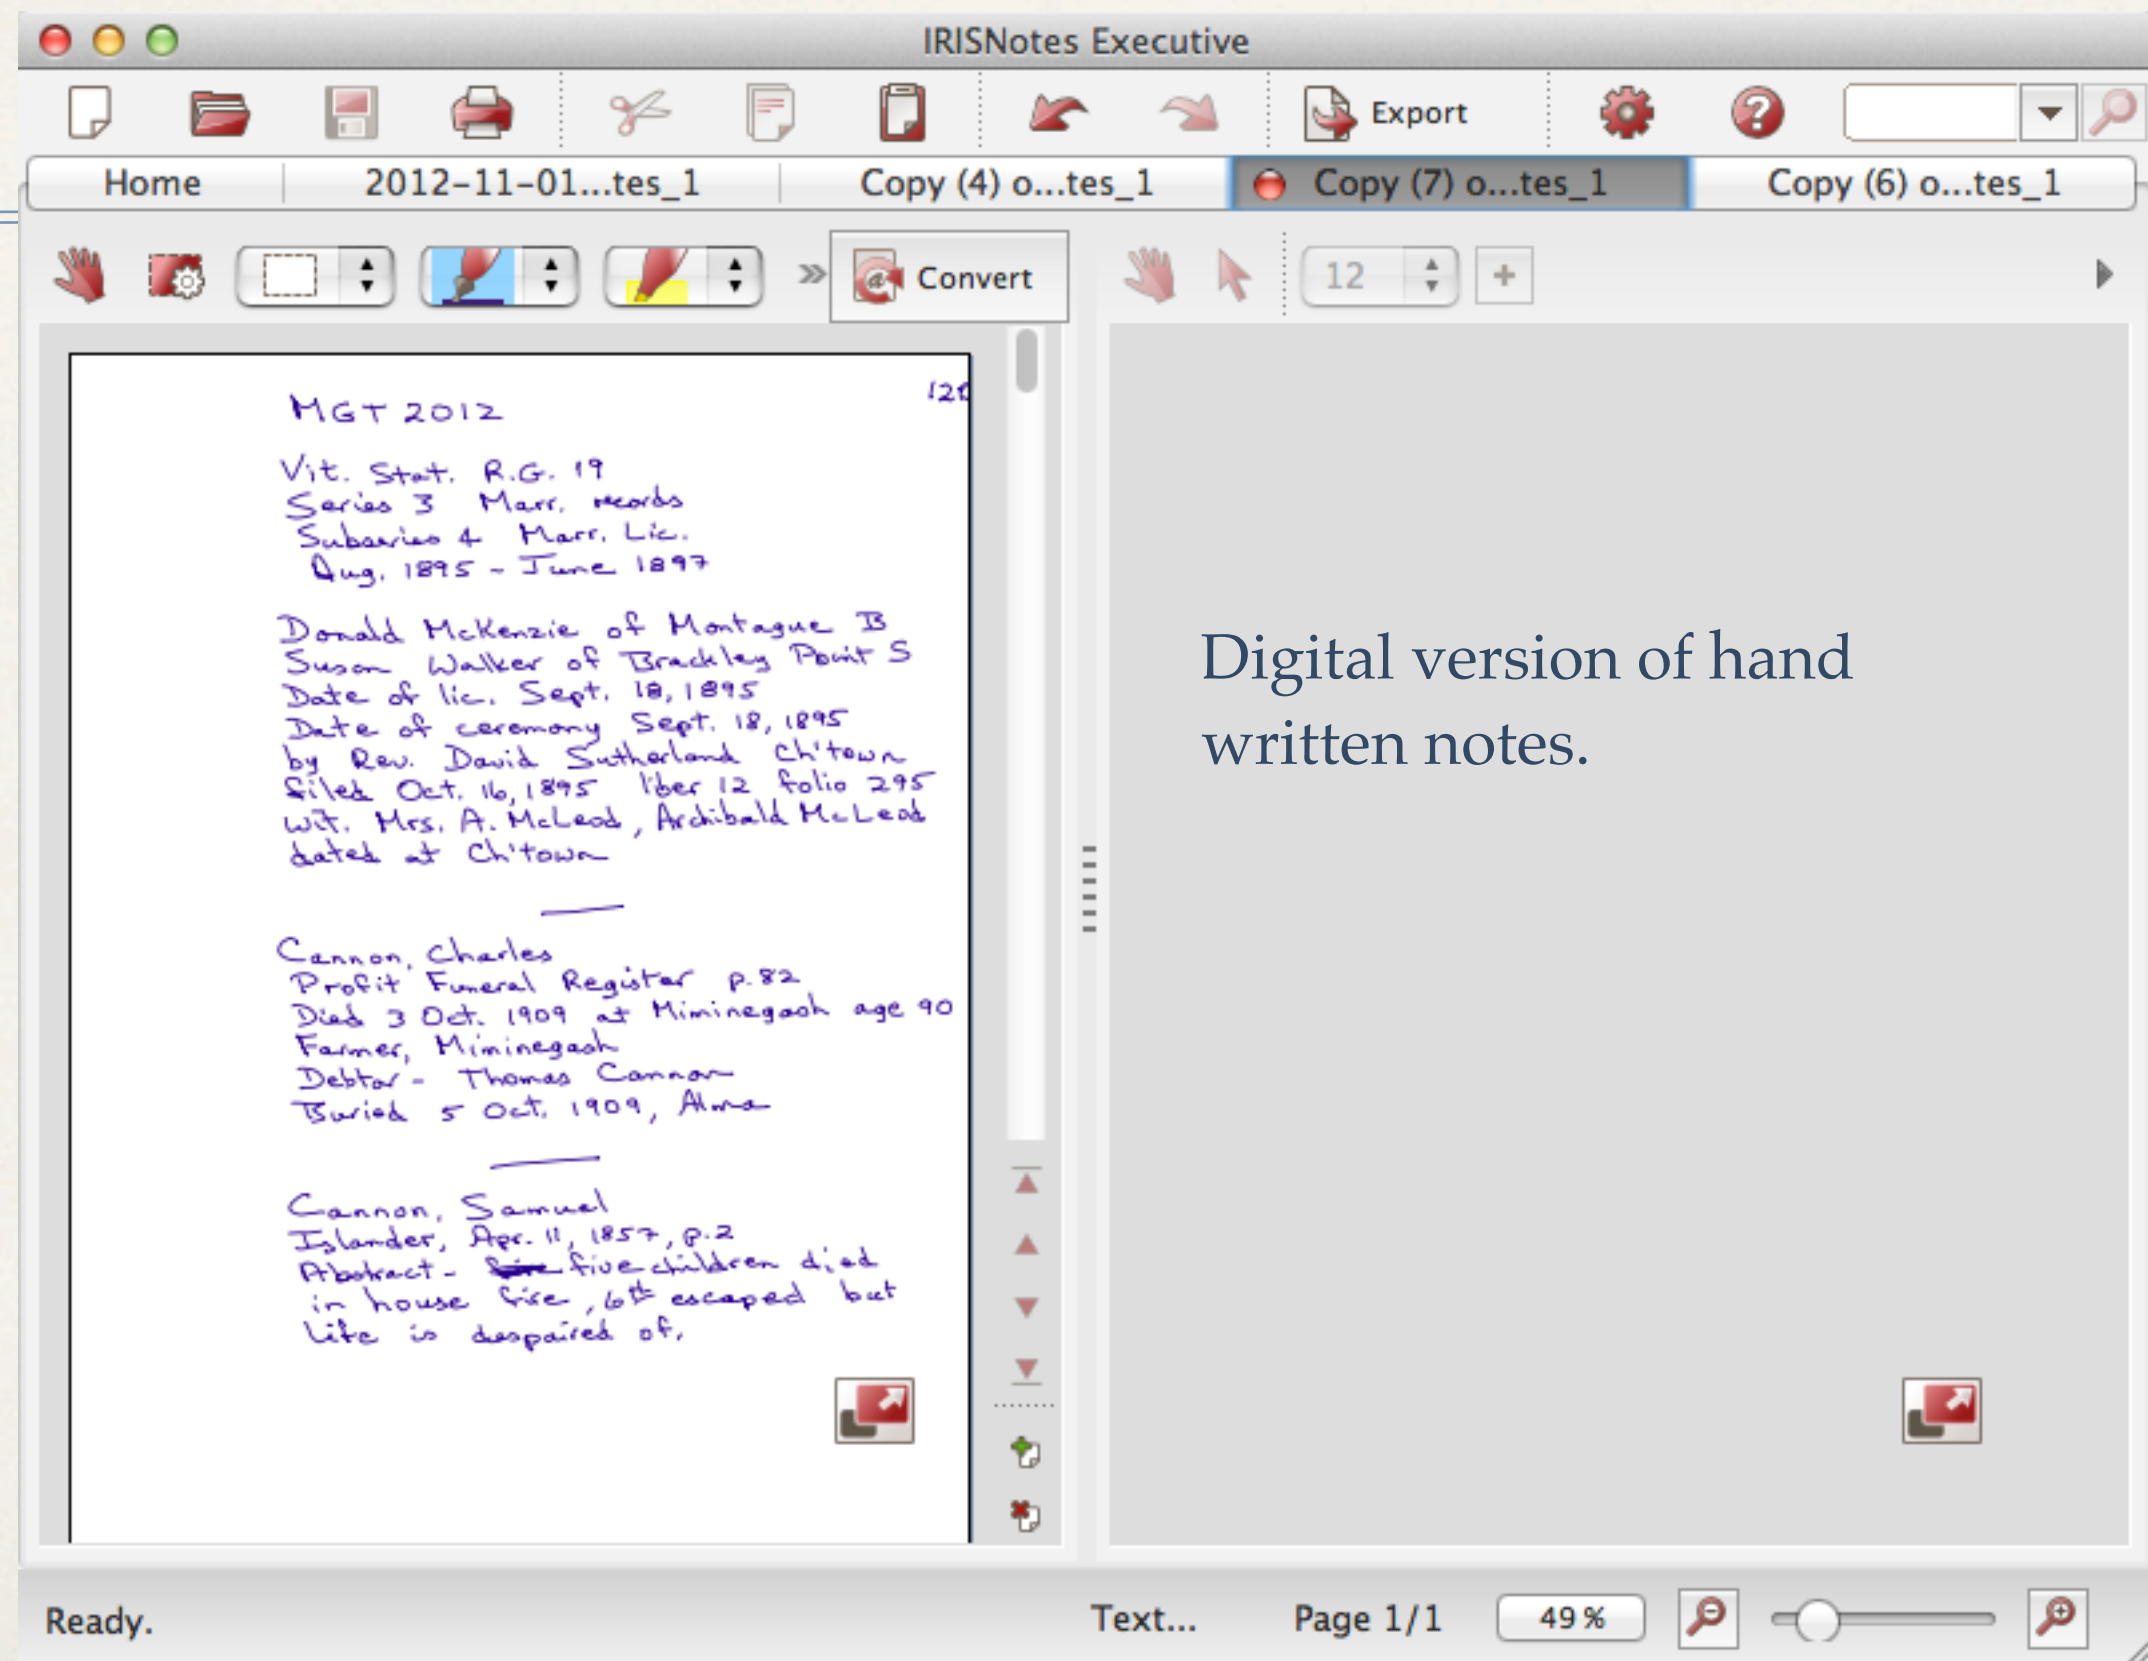 IRISNotes Executive
Export
Home
2012-11-01...tes_1
Copy (4) o...tes_1
Copy (7) o...tes_1
Copy (6) o...tes_1
Convert
12
MGT 2012
Vit. Stat. R.G. 19
Series 3 Marr. records
Subseries 4 Marr. Lic.
Aug. 1895 - June 1897
Donald McKenzie of Montague B
Susan Walker of Brackley Point S
Date of lic. Sept. 18, 1895
Date of ceremony Sept. 18, 1895
by Rev. David Sutherland Ch'town
filed Oct. 16, 1895 liber 12 folio 295
wit. Mrs. A. McLeod, Archibald McLeod
dated at Ch'town
Cannon, Charles
Profit Funeral Register p. 82
Died 3 Oct. 1909 at Miminegash age 90
Farmer, Miminegash
Debtor - Thomas Cannon
Buried 5 Oct. 1909, Alma
Cannon, Samuel
Islander, Apr. 11, 1857, p. 2
Abstract - five children died
in house fire, 6th escaped but
life is despaired of.
Digital version of hand
written notes.
Ready.
Text...
Page 1/1
49 %